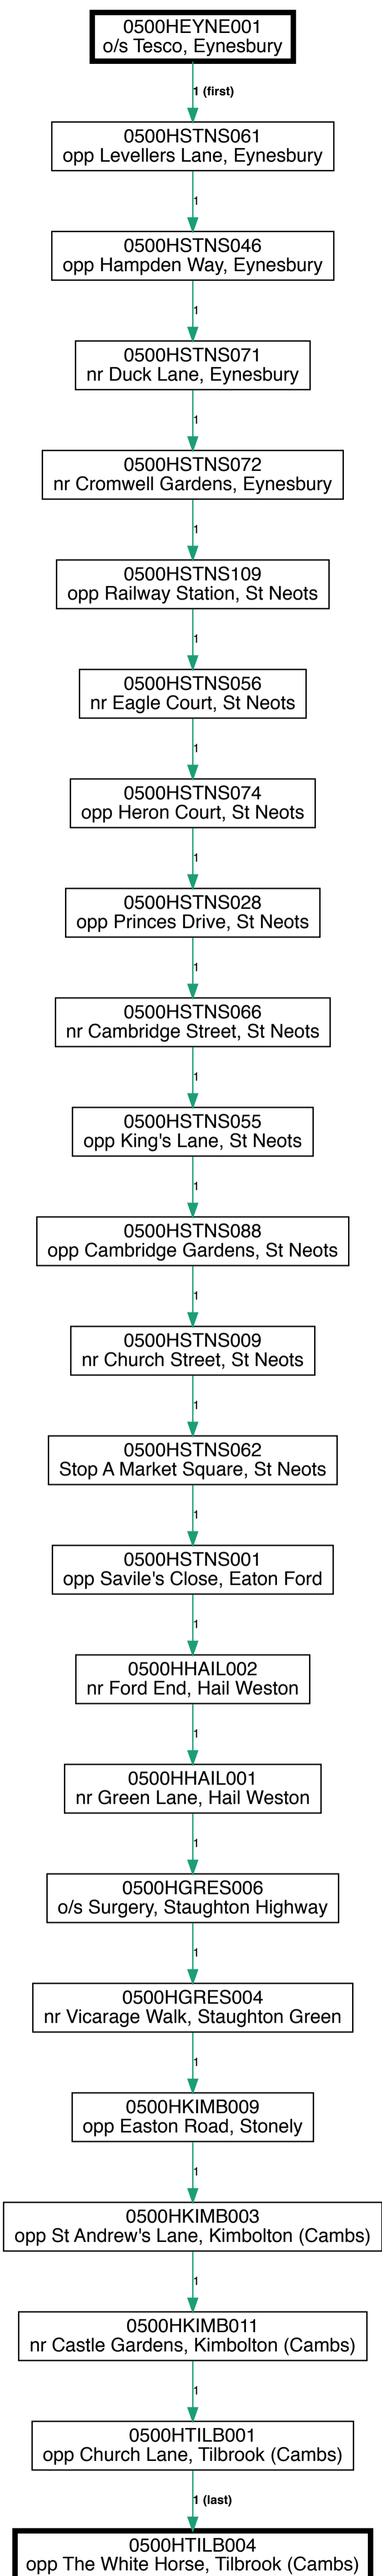 0500HEYNE001
o/s Tesco, Eynesbury
1 (first)
0500HSTNS061
opp Levellers Lane, Eynesbury
1
0500HSTNS046
opp Hampden Way, Eynesbury
1
0500HSTNS071
nr Duck Lane, Eynesbury
1
0500HSTNS072
nr Cromwell Gardens, Eynesbury
1
0500HSTNS109
opp Railway Station, St Neots
1
0500HSTNS056
nr Eagle Court, St Neots
1
0500HSTNS074
opp Heron Court, St Neots
1
0500HSTNS028
opp Princes Drive, St Neots
1
0500HSTNS066
nr Cambridge Street, St Neots
1
0500HSTNS055
opp King's Lane, St Neots
1
0500HSTNS088
opp Cambridge Gardens, St Neots
1
0500HSTNS009
nr Church Street, St Neots
1
0500HSTNS062
Stop A Market Square, St Neots
1
0500HSTNS001
opp Savile's Close, Eaton Ford
1
0500HHAIL002
nr Ford End, Hail Weston
1
0500HHAIL001
nr Green Lane, Hail Weston
1
0500HGRES006
o/s Surgery, Staughton Highway
1
0500HGRES004
nr Vicarage Walk, Staughton Green
1
0500HKIMB009
opp Easton Road, Stonely
1
0500HKIMB003
opp St Andrew's Lane, Kimbolton (Cambs)
1
0500HKIMB011
nr Castle Gardens, Kimbolton (Cambs)
1
0500HTILB001
opp Church Lane, Tilbrook (Cambs)
1 (last)
0500HTILB004
opp The White Horse, Tilbrook (Cambs)